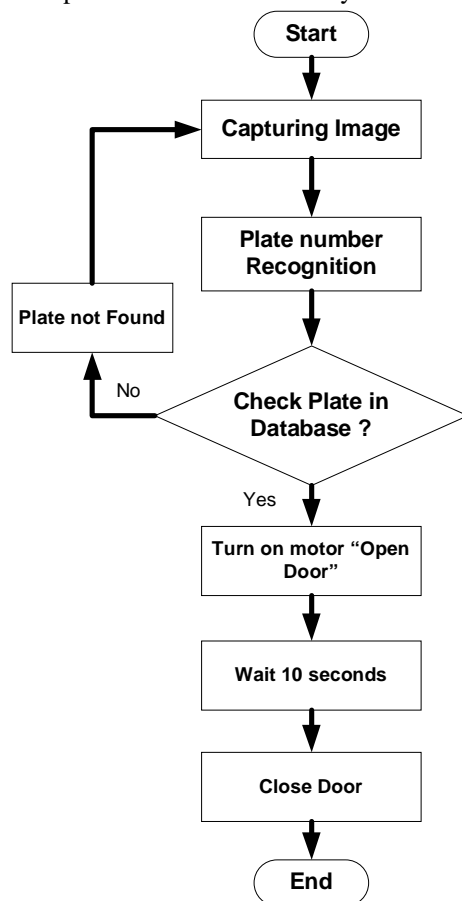 Start
Capturing Image
Plate number
Recognition
Plate not Found
No
Check Plate in
Database ?
Yes
Turn on motor “Open
Door”
Wait 10 seconds
Close Door
End